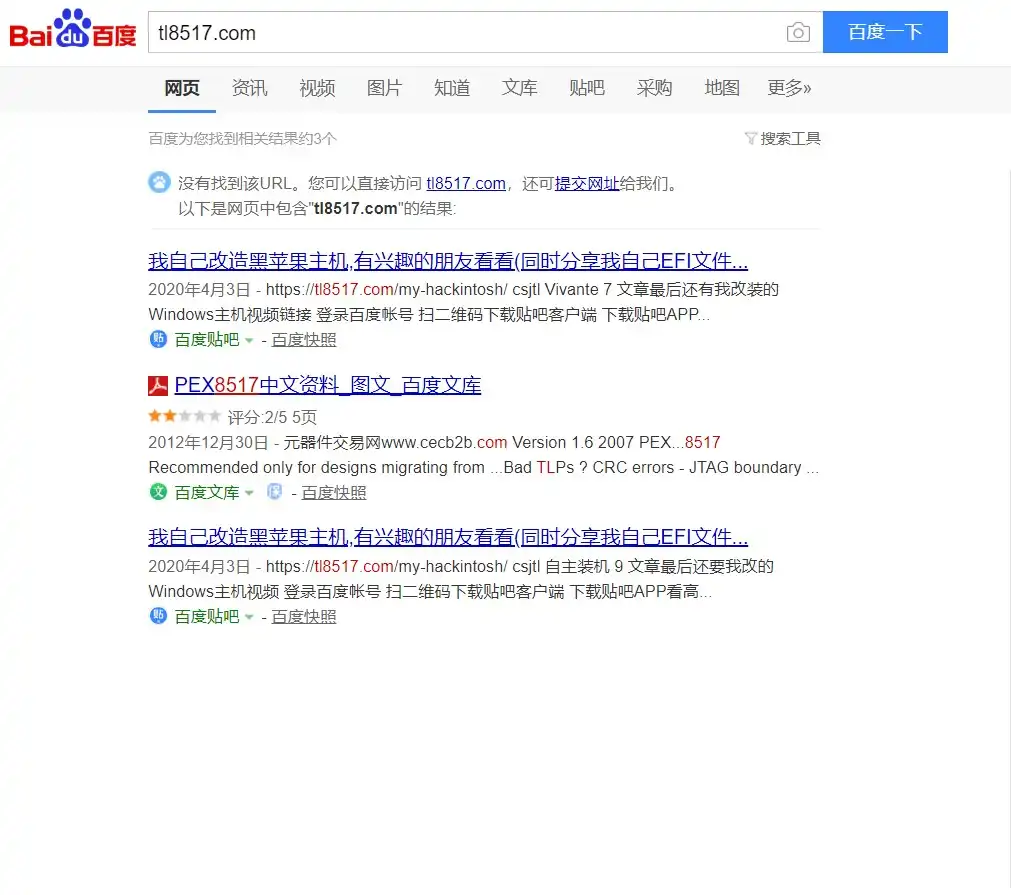 Bai du 百度 tl8517.com 百度一下
网页 资讯 视频 图片 知道 文库 贴吧 采购 地图 更多»
百度为您找到相关结果约3个 搜索工具
没有找到该URL。您可以直接访问 tl8517.com，还可提交网址给我们。
以下是网页中包含"tl8517.com"的结果:
我自己改造黑苹果主机,有兴趣的朋友看看(同时分享我自己EFI文件...
2020年4月3日 - https://tl8517.com/my-hackintosh/ csjtl Vivante 7 文章最后还有我改装的
Windows主机视频链接 登录百度帐号 扫二维码下载贴吧客户端 下载贴吧APP...
贴 百度贴吧 - 百度快照
PEX8517中文资料_图文_百度文库
评分:2/5 5页
2012年12月30日 - 元器件交易网www.cecb2b.com Version 1.6 2007 PEX...8517
Recommended only for designs migrating from ...Bad TLPs ? CRC errors - JTAG boundary ...
文 百度文库 - 百度快照
我自己改造黑苹果主机,有兴趣的朋友看看(同时分享我自己EFI文件...
2020年4月3日 - https://tl8517.com/my-hackintosh/ csjtl 自主装机 9 文章最后还要我改的
Windows主机视频 登录百度帐号 扫二维码下载贴吧客户端 下载贴吧APP看高...
贴 百度贴吧 - 百度快照